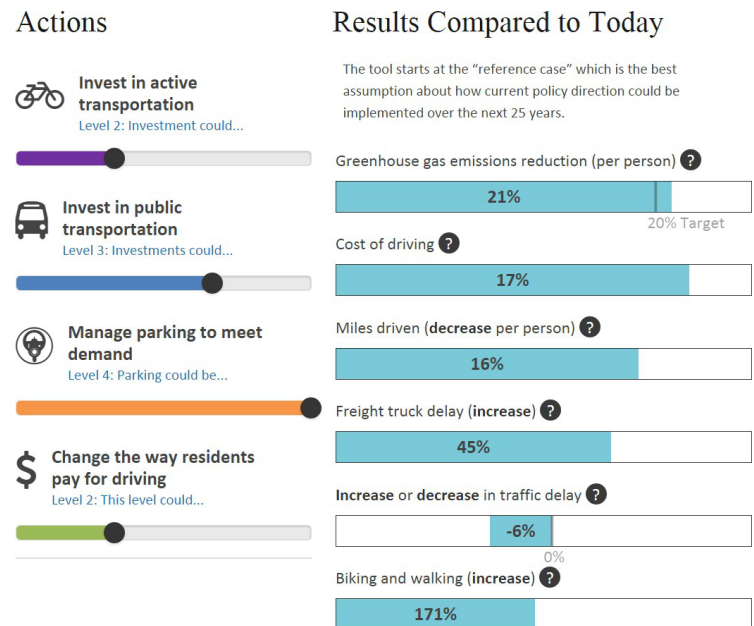 Actions
Invest in active
transportation
Level 2: Investment could...
Invest in public
transportation
Level 3: Investments could...
Manage parking to meet
demand
Level 4: Parking could be...
$
Change the way residents
pay for driving
Level 2: This level could...
Results Compared to Today
The tool starts at the “reference case” which is the best
assumption about how current policy direction could be
implemented over the next 25 years.
Greenhouse gas emissions reduction (per person) ?
21%
20% Target
Cost of driving ?
17%
Miles driven (decrease per person) ?
16%
Freight truck delay (increase) ?
45%
Increase or decrease in traffic delay ?
-6%
0%
Biking and walking (increase) ?
171%